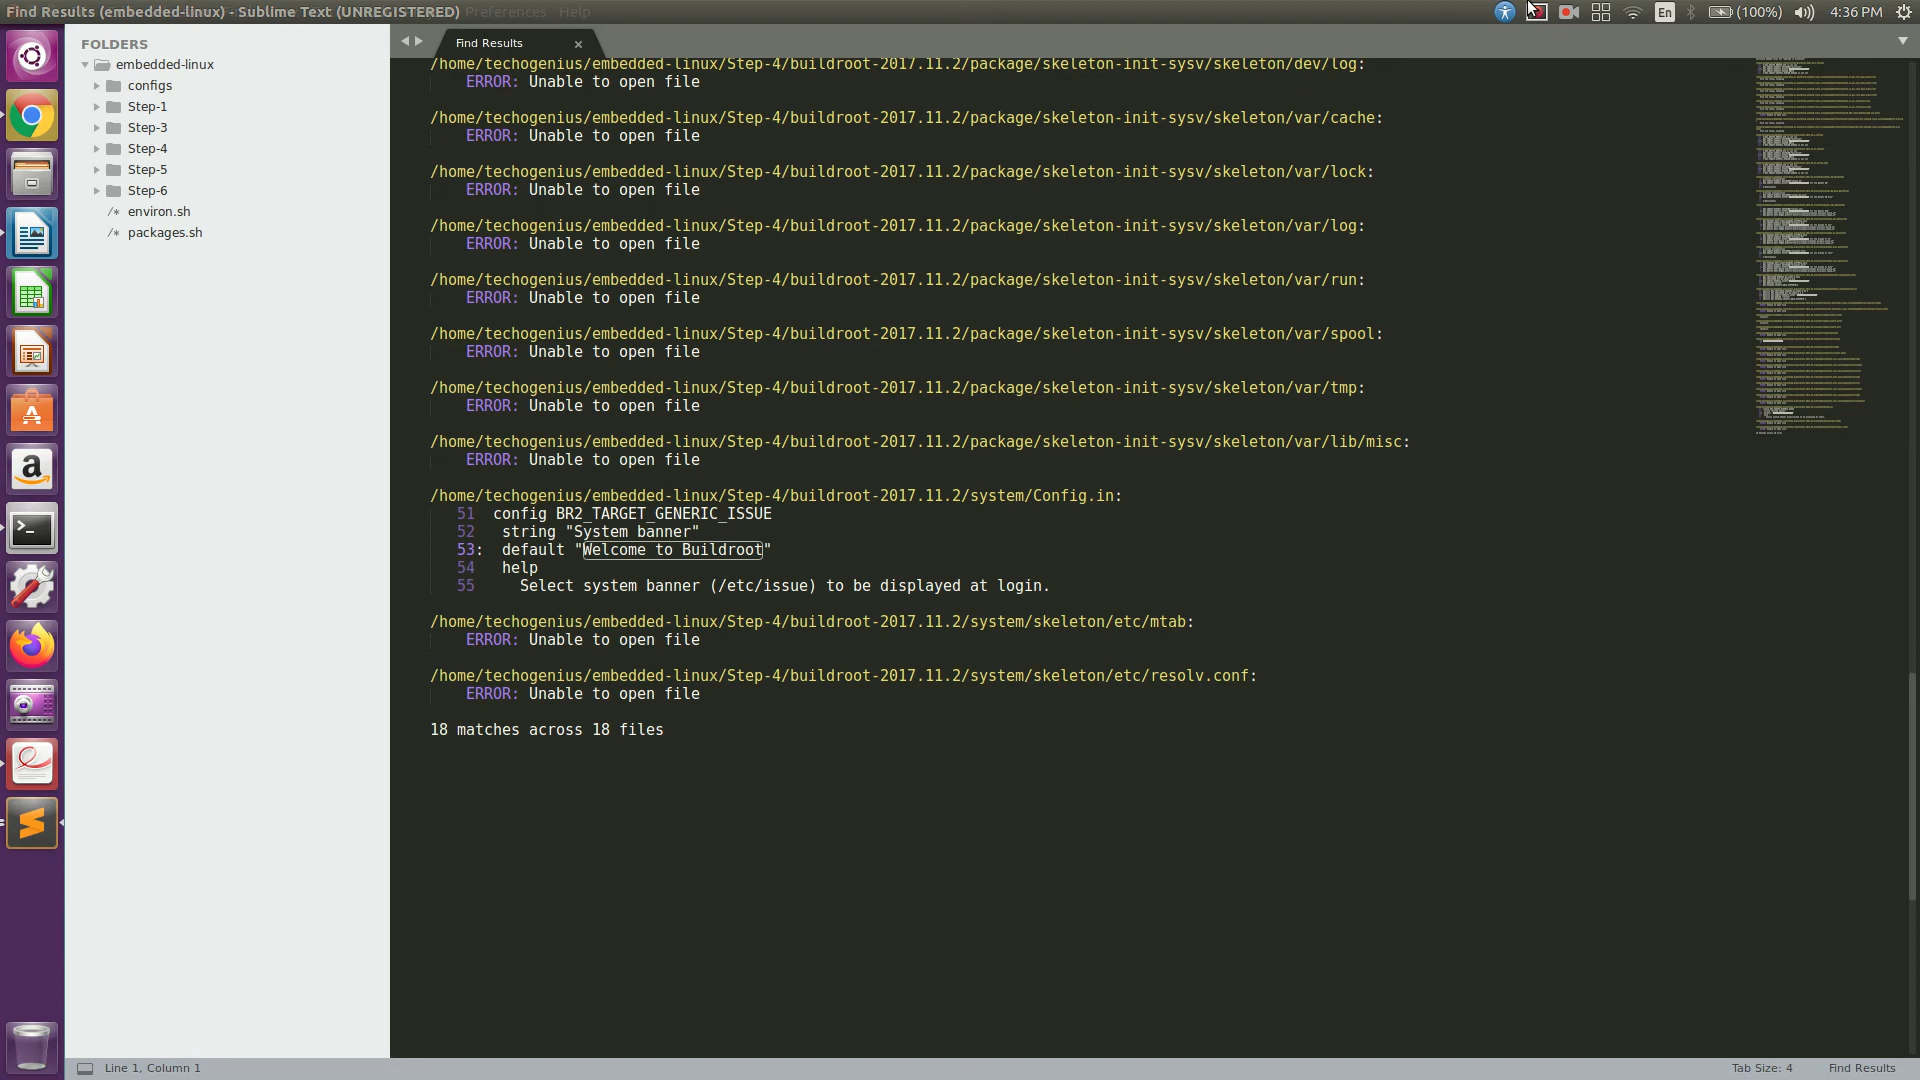 Find Results (embedded-linux) - Sublime Text (UNREGISTERED) Preferences Help
En (100%) 4:36 PM
FOLDERS
embedded-linux
configs
Step-1
Step-3
Step-4
Step-5
Step-6
/* environ.sh
/* packages.sh
Find Results ×
/home/techogenius/embedded-linux/Step-4/buildroot-2017.11.2/package/skeleton-init-sysv/skeleton/dev/log:
ERROR: Unable to open file
/home/techogenius/embedded-linux/Step-4/buildroot-2017.11.2/package/skeleton-init-sysv/skeleton/var/cache:
ERROR: Unable to open file
/home/techogenius/embedded-linux/Step-4/buildroot-2017.11.2/package/skeleton-init-sysv/skeleton/var/lock:
ERROR: Unable to open file
/home/techogenius/embedded-linux/Step-4/buildroot-2017.11.2/package/skeleton-init-sysv/skeleton/var/log:
ERROR: Unable to open file
/home/techogenius/embedded-linux/Step-4/buildroot-2017.11.2/package/skeleton-init-sysv/skeleton/var/run:
ERROR: Unable to open file
/home/techogenius/embedded-linux/Step-4/buildroot-2017.11.2/package/skeleton-init-sysv/skeleton/var/spool:
ERROR: Unable to open file
/home/techogenius/embedded-linux/Step-4/buildroot-2017.11.2/package/skeleton-init-sysv/skeleton/var/tmp:
ERROR: Unable to open file
/home/techogenius/embedded-linux/Step-4/buildroot-2017.11.2/package/skeleton-init-sysv/skeleton/var/lib/misc:
ERROR: Unable to open file
/home/techogenius/embedded-linux/Step-4/buildroot-2017.11.2/system/Config.in:
51 config BR2_TARGET_GENERIC_ISSUE
52 string "System banner"
53: default "Welcome to Buildroot"
54 help
55 Select system banner (/etc/issue) to be displayed at login.
/home/techogenius/embedded-linux/Step-4/buildroot-2017.11.2/system/skeleton/etc/mtab:
ERROR: Unable to open file
/home/techogenius/embedded-linux/Step-4/buildroot-2017.11.2/system/skeleton/etc/resolv.conf:
ERROR: Unable to open file
18 matches across 18 files
Line 1, Column 1
Tab Size: 4
Find Results